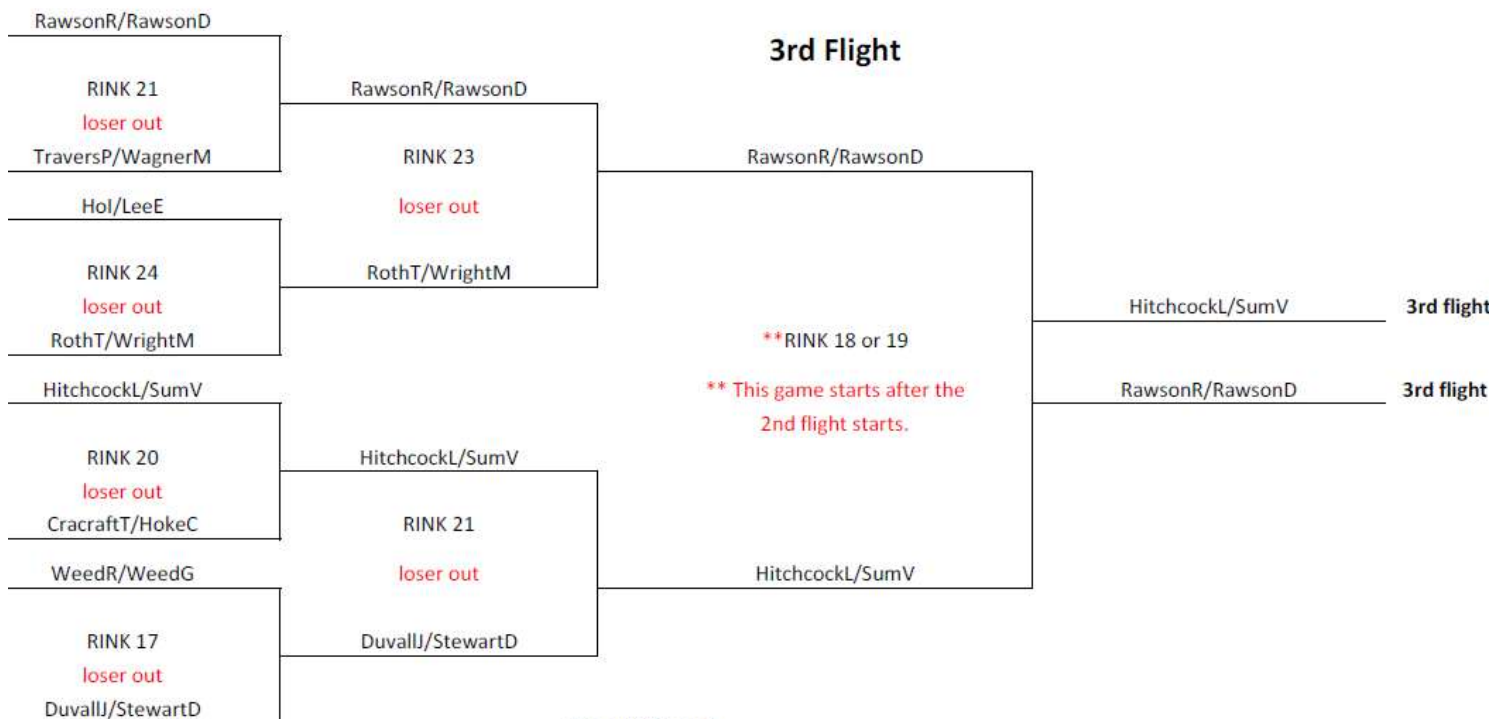 RawsonR/RawsonD
3rd Flight
RINK 21
RawsonR/RawsonD
loser out
TraversP/WagnerM
RINK 23
RawsonR/RawsonD
HoI/LeeE
loser out
RINK 24
RothT/WrightM
loser out
HitchcockL/SumV
3rd flight
RothT/WrightM
**RINK 18 or 19
HitchcockL/SumV
** This game starts after the
2nd flight starts.
RawsonR/RawsonD
3rd flight
RINK 20
HitchcockL/SumV
loser out
CracraftT/HokeC
RINK 21
WeedR/WeedG
loser out
HitchcockL/SumV
RINK 17
DuvallJ/StewartD
loser out
DuvallJ/StewartD